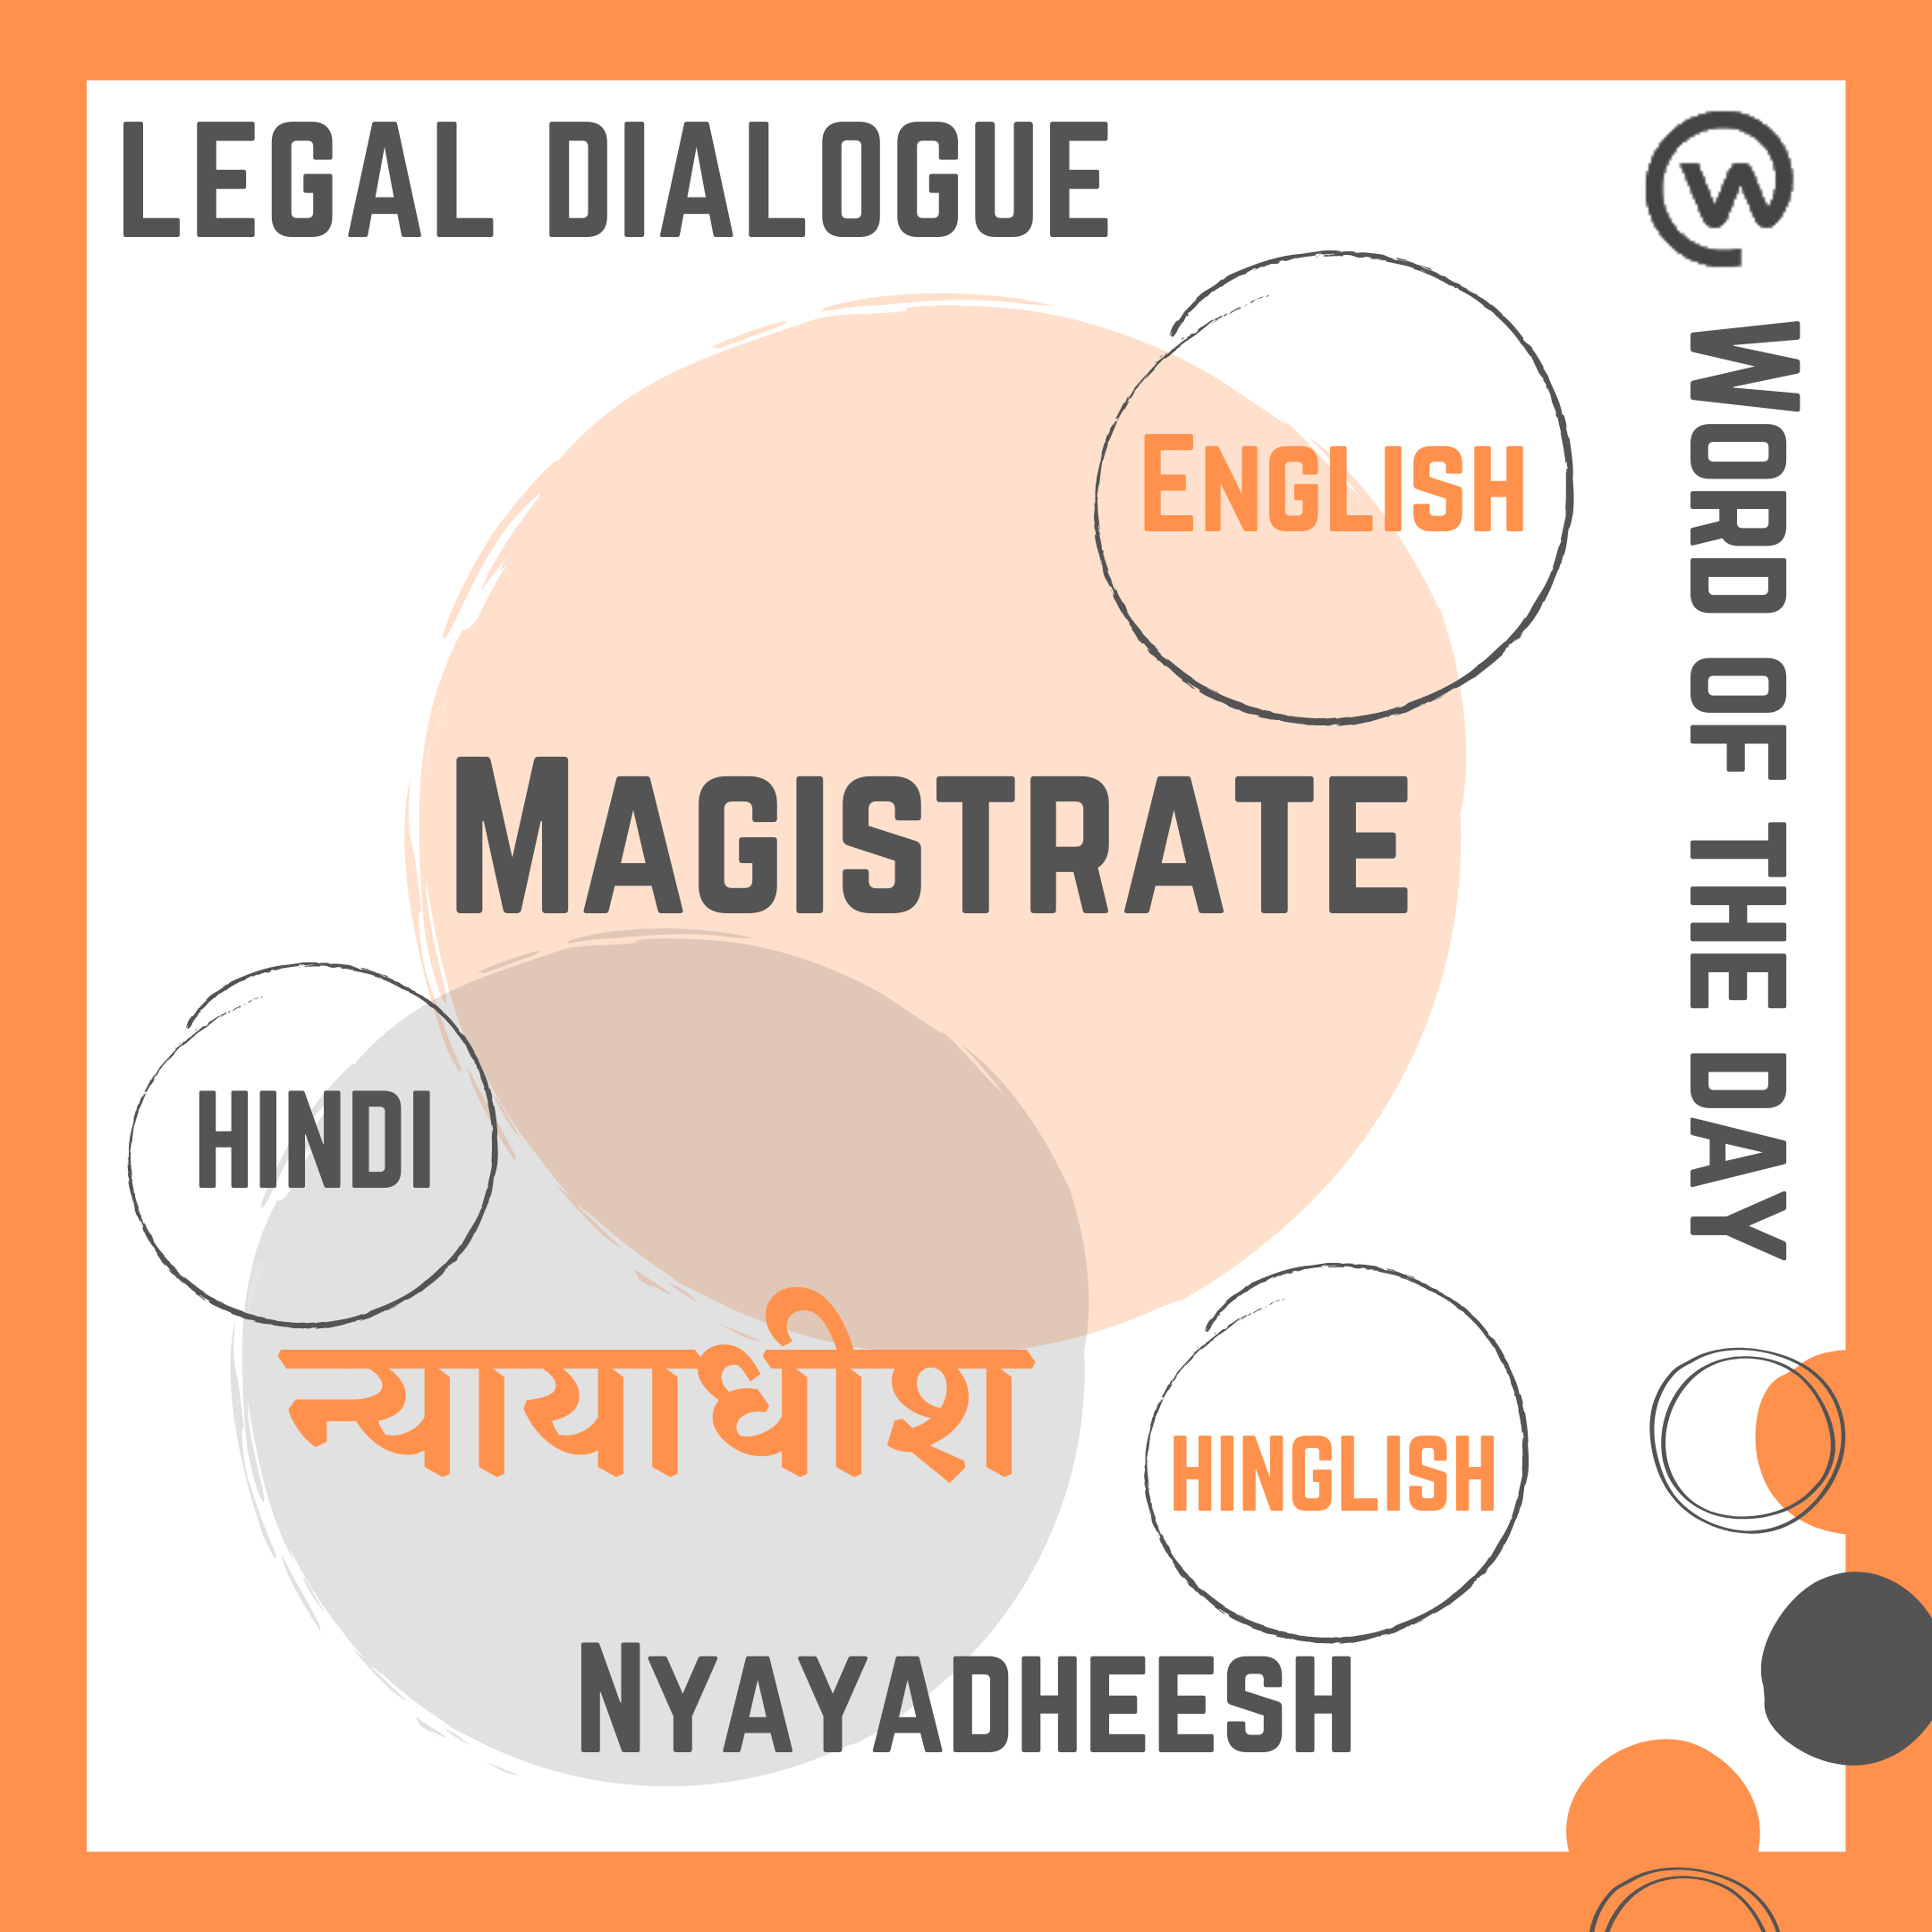 LEGAL DIALOGUE
W
WORD OF THE DAY
ENGLISH
MAGISTRATE
HINDI
न्यायाधीश
HINGLISH
NYAYADHEESH